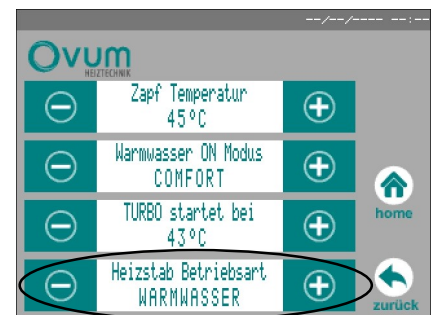 --/--/---- --:--
Ovum
HEIZTECHNIK
Zapf Temperatur
45°C
Warmwasser ON Modus
COMFORT
TURBO startet bei
43°C
Heizstab Betriebsart
WARMWASSER
home
zurück